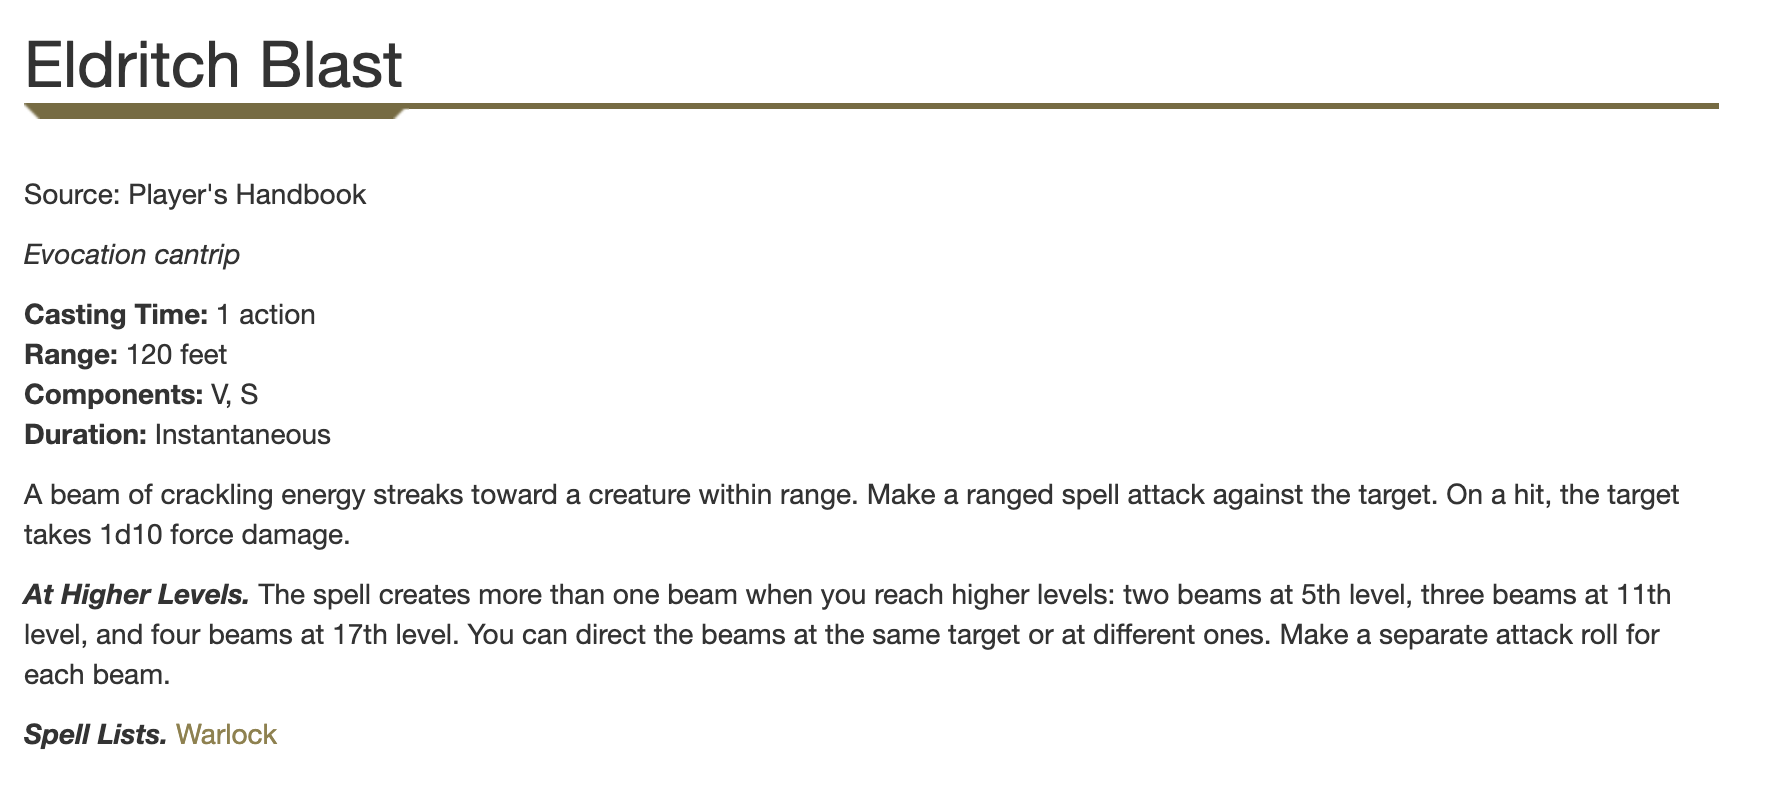 Eldritch Blast
Source: Player's Handbook
Evocation cantrip
Casting Time: 1 action
Range: 120 feet
Components: V, S
Duration: Instantaneous
A beam of crackling energy streaks toward a creature within range. Make a ranged spell attack against the target. On a hit, the target
takes 1d10 force damage.
At Higher Levels. The spell creates more than one beam when you reach higher levels: two beams at 5th level, three beams at 11th
level, and four beams at 17th level. You can direct the beams at the same target or at different ones. Make a separate attack roll for
each beam.
Spell Lists. Warlock